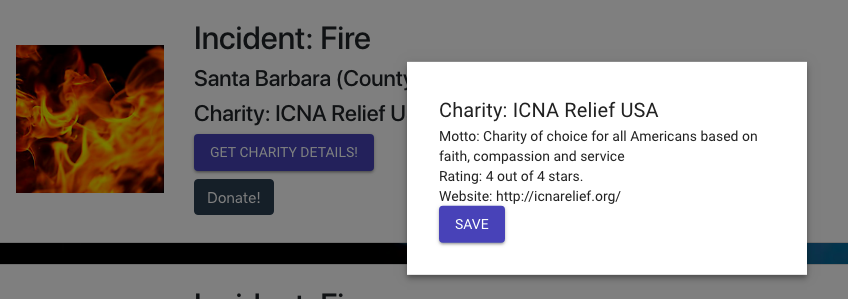 Incident: Fire
Santa Barbara (County
Charity: ICNA Relief U
GET CHARITY DETAILS!
Donate!
Charity: ICNA Relief USA
Motto: Charity of choice for all Americans based on
faith, compassion and service
Rating: 4 out of 4 stars.
Website: http://icnarelief.org/
SAVE
Incident: Fire